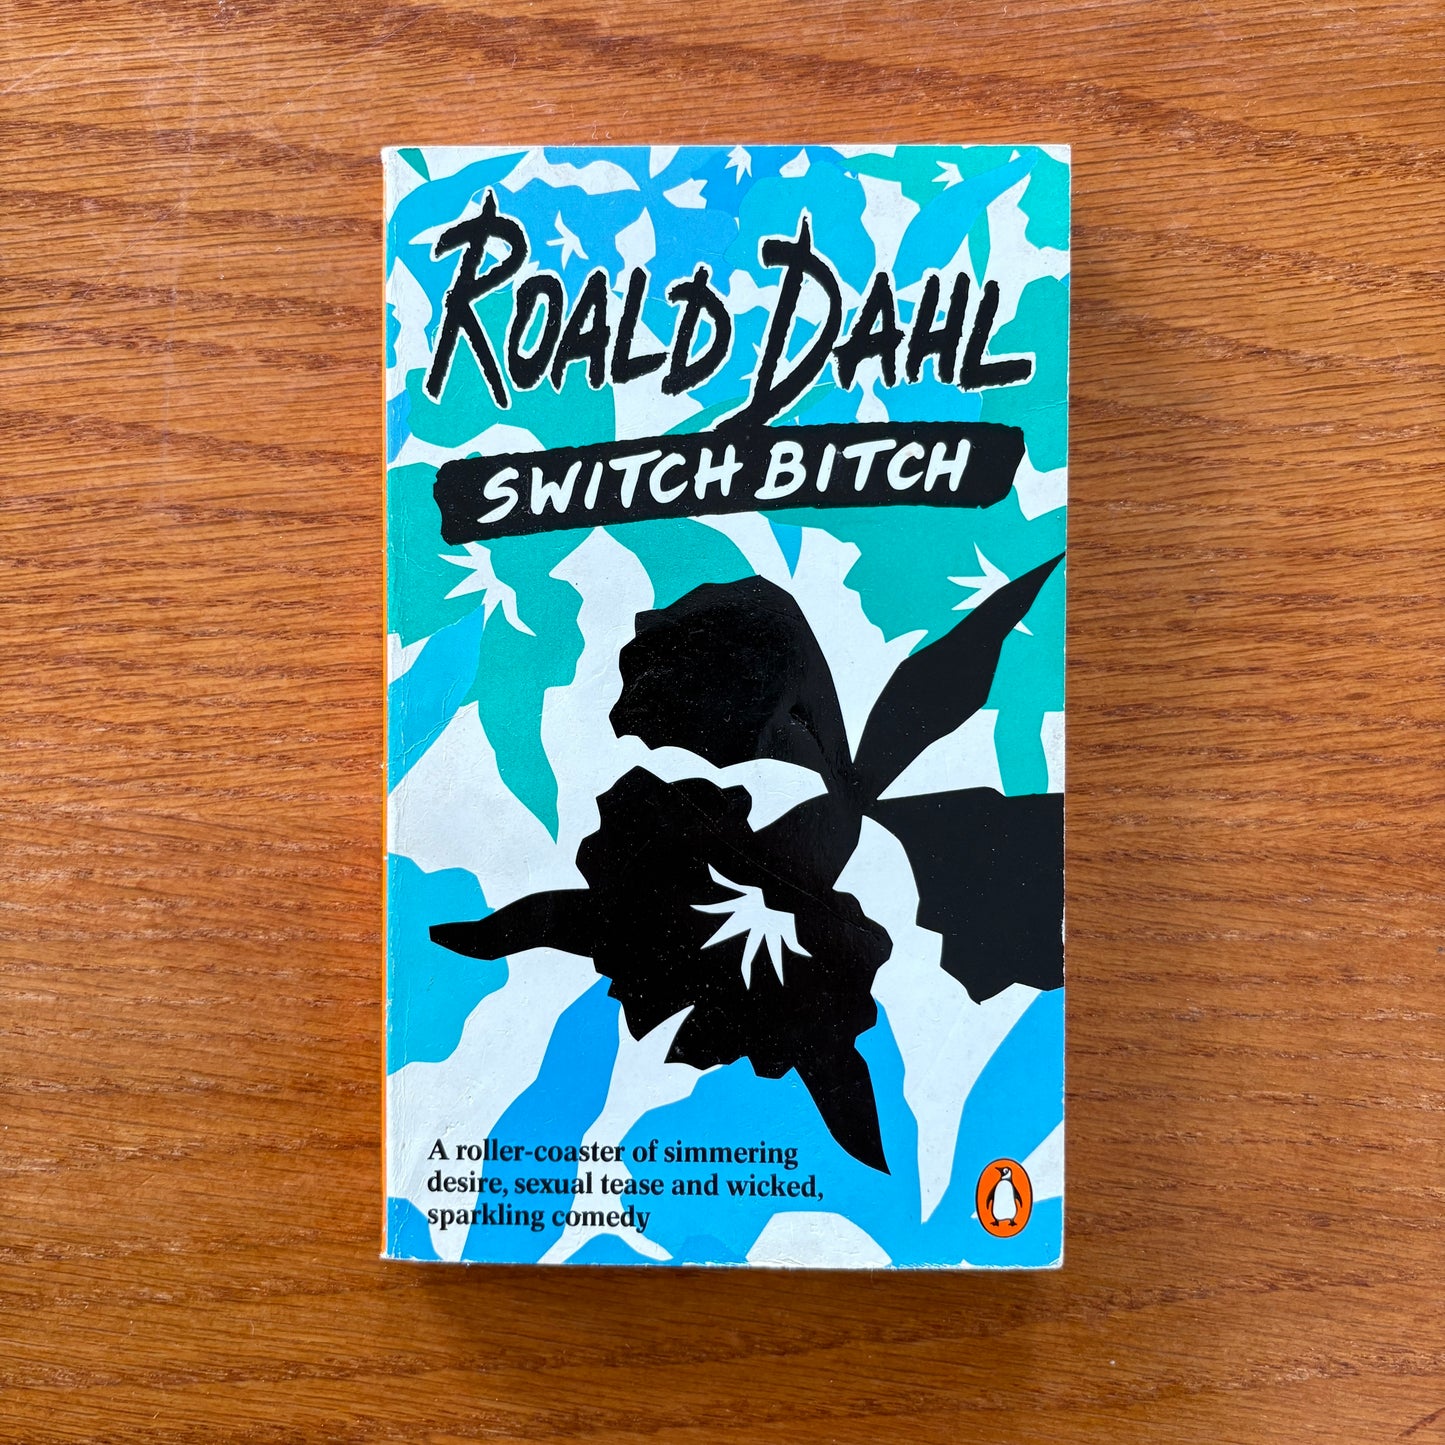 ROALD DAHL
SWITCH BITCH
A roller-coaster of simmering
desire, sexual tease and wicked,
sparkling comedy